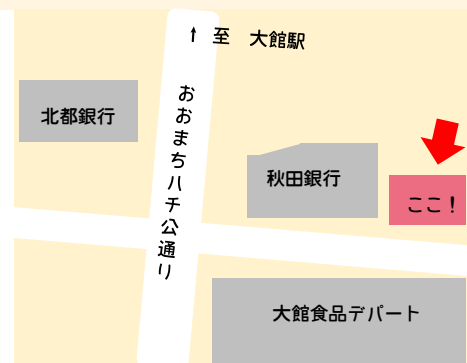 ↑ 至 大館駅
北都銀行
おおまちハチ公通り
秋田銀行
ここ！
大館食品デパート